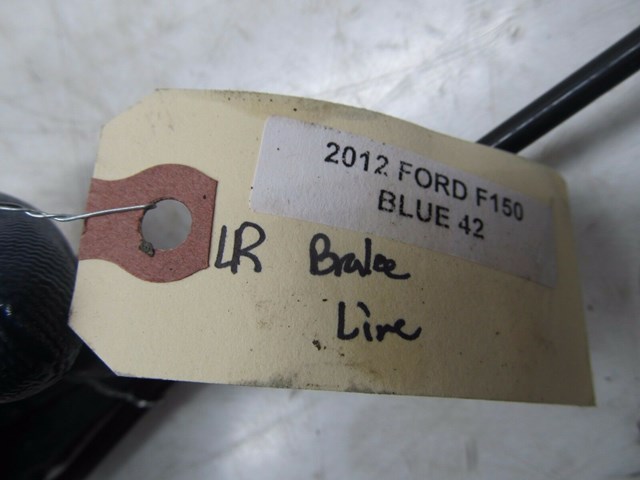 2012 FORD F150
BLUE 42
LR Brake
Line